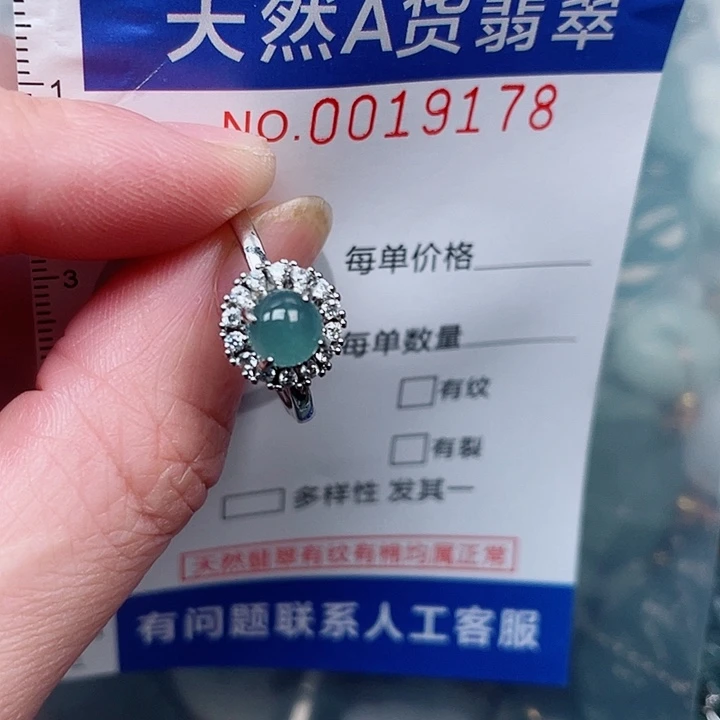 天然A货翡翠
NO.0019178
1
每单价格
3
每单数量
有纹
有裂
多样性 发其一
天然翡翠有纹有棉均属正常
有问题联系人工客服